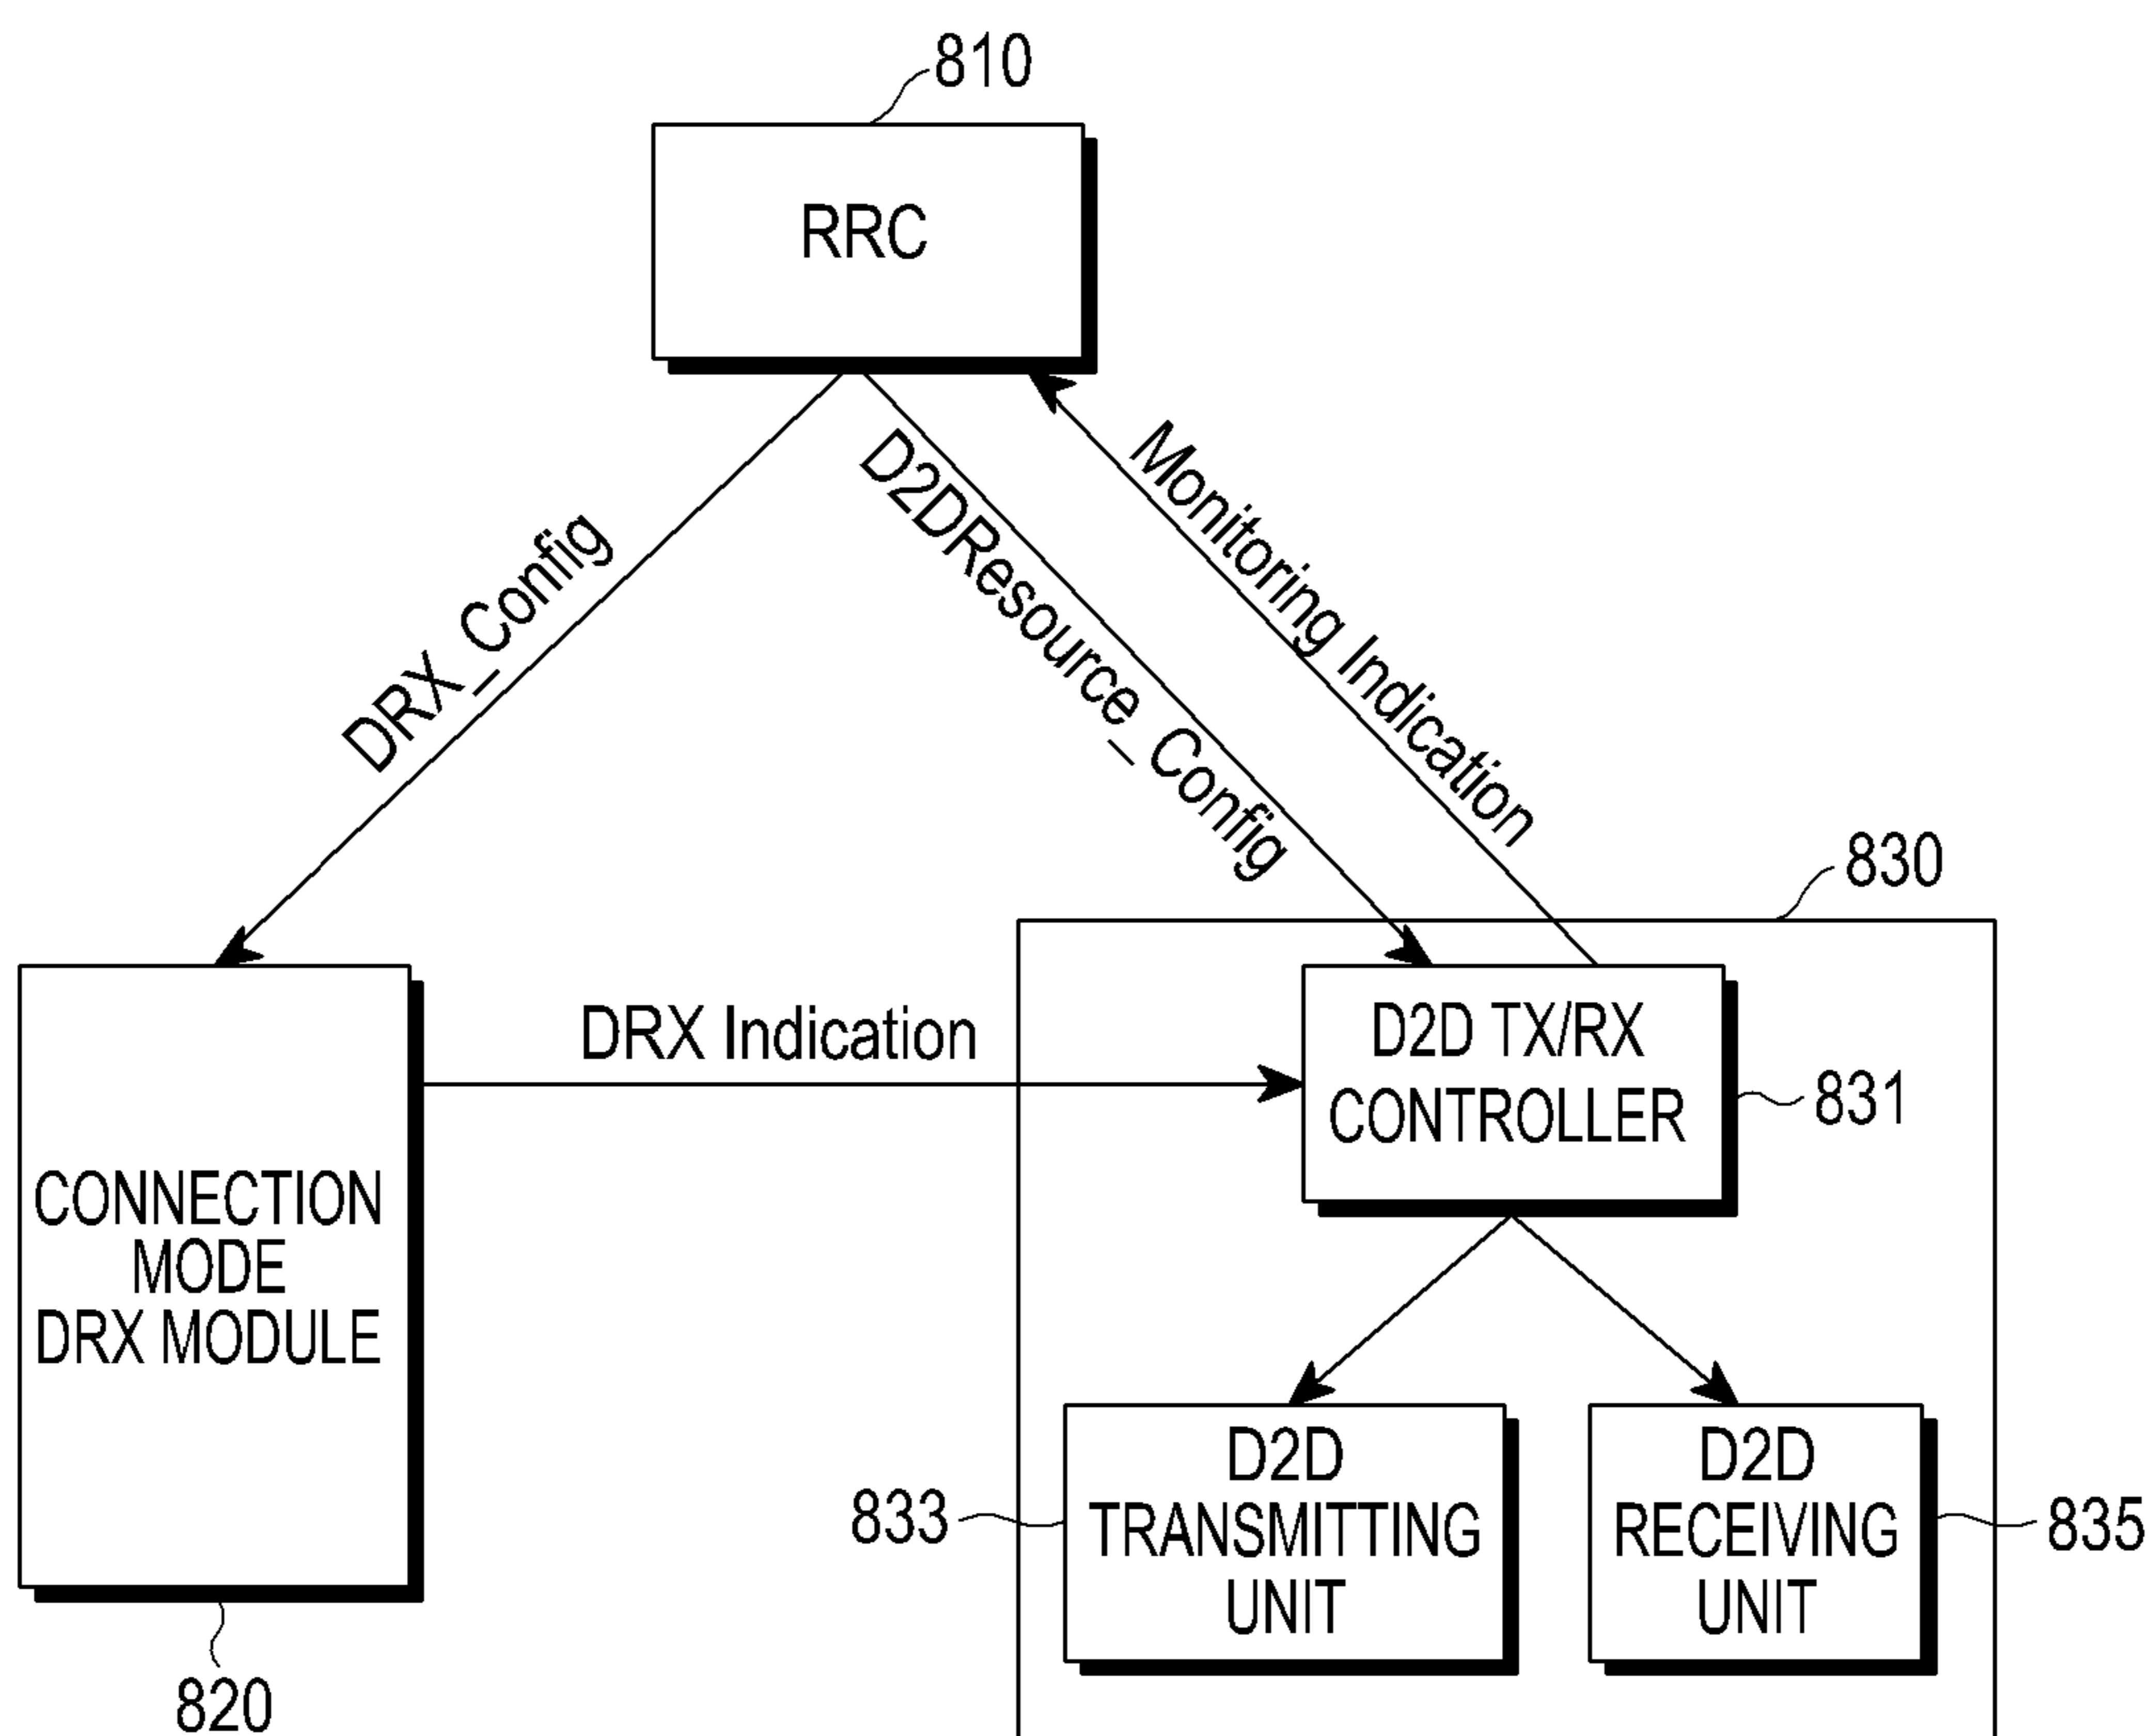 810
RRC
DRX_Config
D2DResource_Config
Monitoring Indication
830
DRX Indication
D2D TX/RX
CONTROLLER
831
CONNECTION
MODE
DRX MODULE
820
D2D
TRANSMITTING
UNIT
833
D2D
RECEIVING
UNIT
835